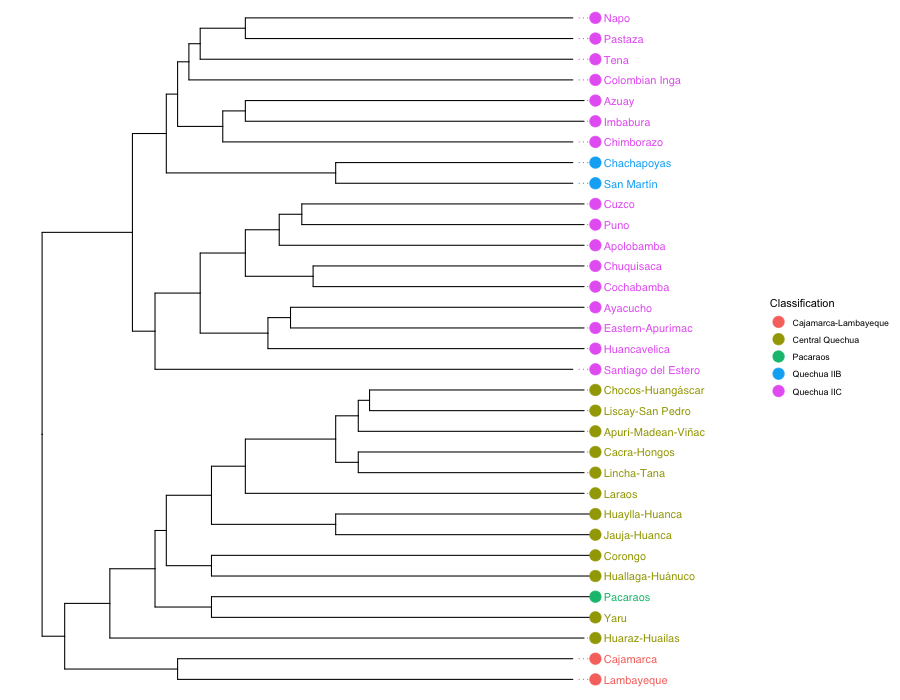 Napo
Pastaza
Tena
Colombian Inga
Azuay
Imbabura
Chimborazo
Chachapoyas
San Martín
Cuzco
Puno
Apolobamba
Chuquisaca
Cochabamba
Ayacucho
Eastern-Apurimac
Huancavelica
Santiago del Estero
Chocos-Huangáscar
Liscay-San Pedro
Apurí-Madean-Viñac
Cacra-Hongos
Lincha-Tana
Laraos
Huaylla-Huanca
Jauja-Huanca
Corongo
Huallaga-Huánuco
Pacaraos
Yaru
Huaraz-Huailas
Cajamarca
Lambayeque
Classification
Cajamarca-Lambayeque
Central Quechua
Pacaraos
Quechua IIB
Quechua IIC